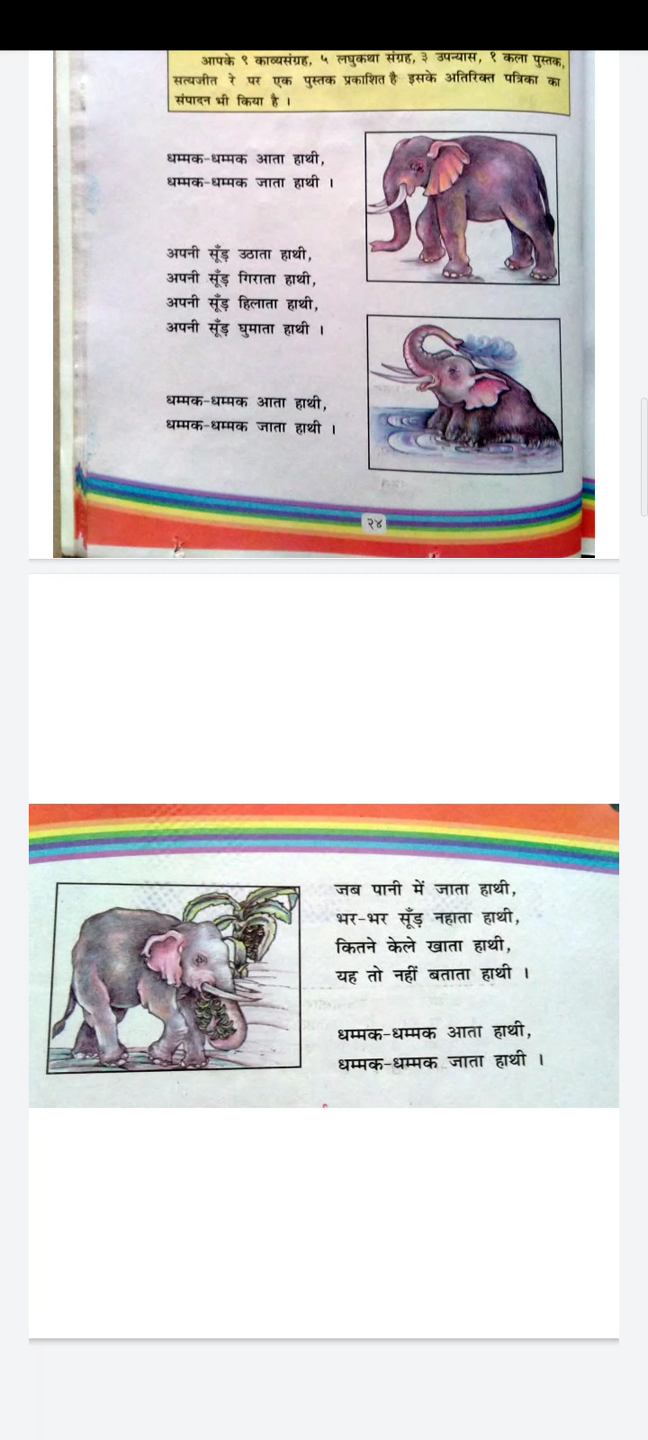 आपके ९ काव्यसंग्रह, ५ लघुकथा संग्रह, ३ उपन्यास, १ कला पुस्तक,
सत्यजीत रे पर एक पुस्तक प्रकाशित है इसके अतिरिक्त पत्रिका का
संपादन भी किया है ।
धम्मक-धम्मक आता हाथी,
धम्मक-धम्मक जाता हाथी ।
अपनी सूँड़ उठाता हाथी,
अपनी सूँड़ गिराता हाथी,
अपनी सूँड़ हिलाता हाथी,
अपनी सूँड़ घुमाता हाथी ।
धम्मक-धम्मक आता हाथी,
धम्मक-धम्मक जाता हाथी ।
२४
जब पानी में जाता हाथी,
भर-भर सूँड़ नहाता हाथी,
कितने केले खाता हाथी,
यह तो नहीं बताता हाथी ।
धम्मक-धम्मक आता हाथी,
धम्मक-धम्मक जाता हाथी ।